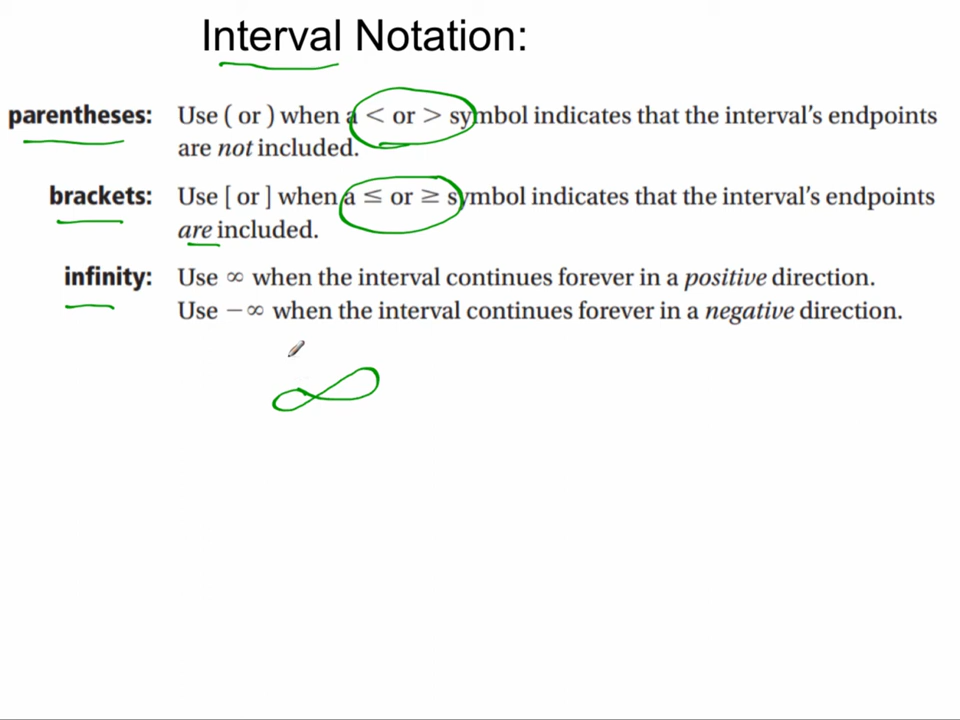 Interval Notation:
parentheses: Use ( or ) when a < or > symbol indicates that the interval's endpoints
are not included.
brackets: Use [ or ] when a ≤ or ≥ symbol indicates that the interval's endpoints
are included.
infinity: Use ∞ when the interval continues forever in a positive direction.
Use −∞ when the interval continues forever in a negative direction.
∞